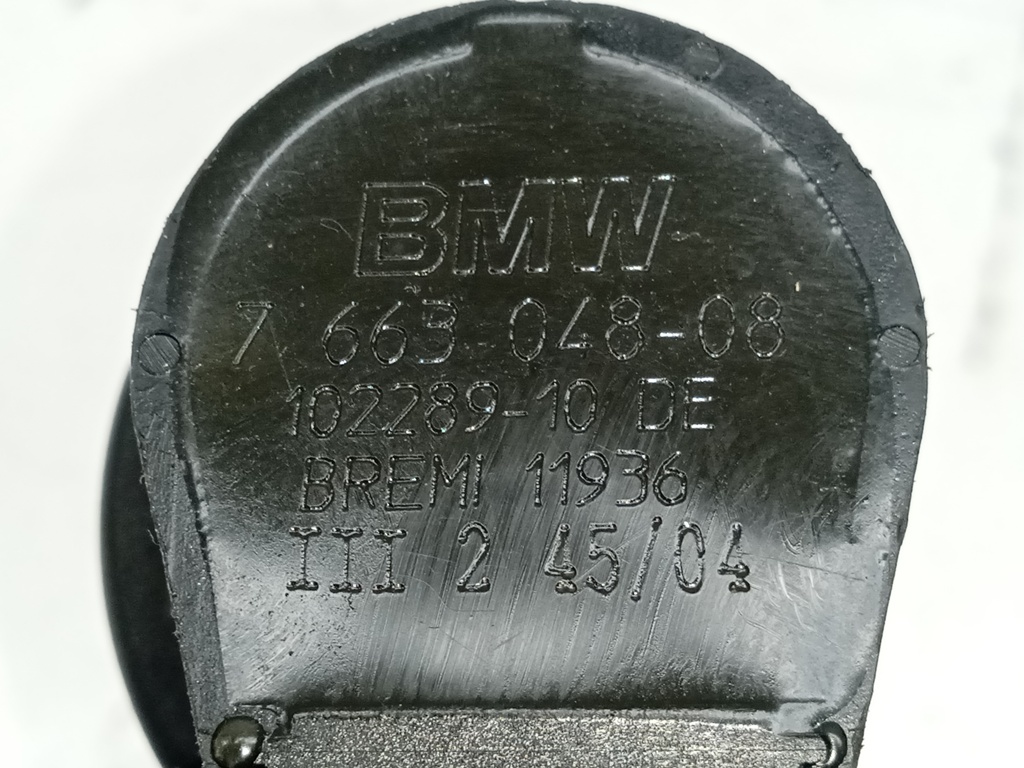 BMW
7 663 048-08
102289-10 DE
BREMI 11936
III 2 45/04